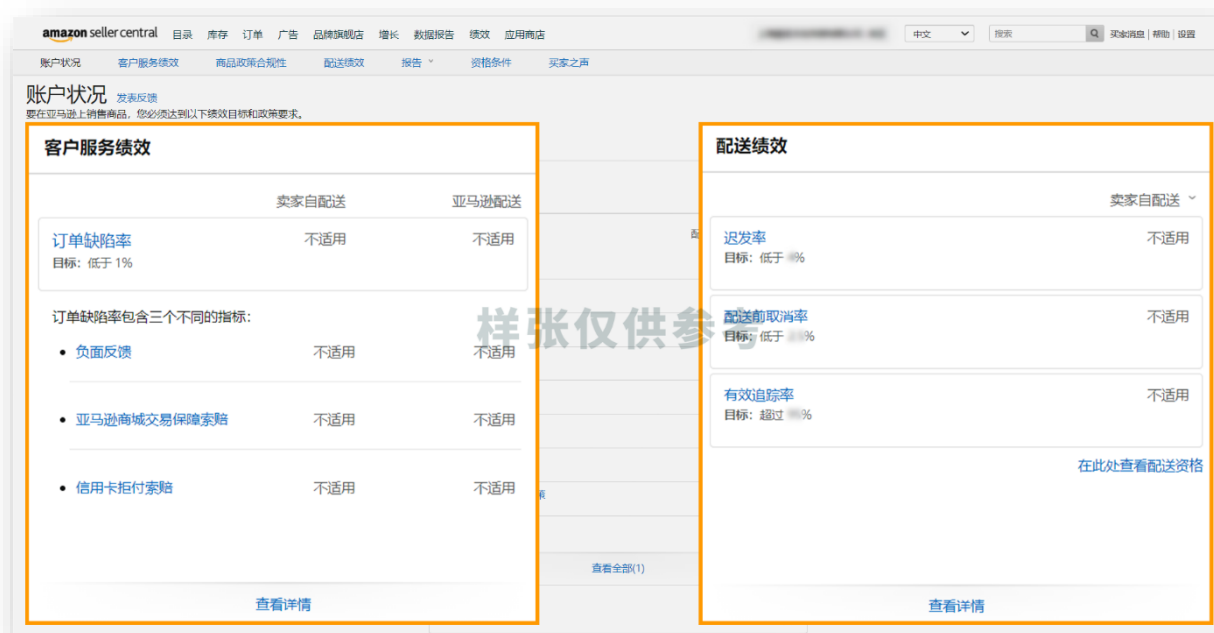 amazon seller central 目录 库存 订单 广告 品牌旗舰店 增长 数据报告 绩效 应用商店 中文 搜索 买家消息 | 帮助 | 设置
账户状况 客户服务绩效 商品政策合规性 配送绩效 报告 资格条件 买家之声
账户状况 发表反馈
要在亚马逊上销售商品，您必须达到以下绩效目标和政策要求。
客户服务绩效
卖家自配送 亚马逊配送
订单缺陷率 不适用 不适用
目标：低于 1%
订单缺陷率包含三个不同的指标：
• 负面反馈 不适用 不适用
• 亚马逊商城交易保障索赔 不适用 不适用
• 信用卡拒付索赔 不适用 不适用
查看详情
配
策
查看全部(1)
样张仅供参考
配送绩效
卖家自配送
迟发率 不适用
目标：低于 %
配送前取消率 不适用
目标：低于 %
有效追踪率 不适用
目标：超过 %
在此处查看配送资格
查看详情